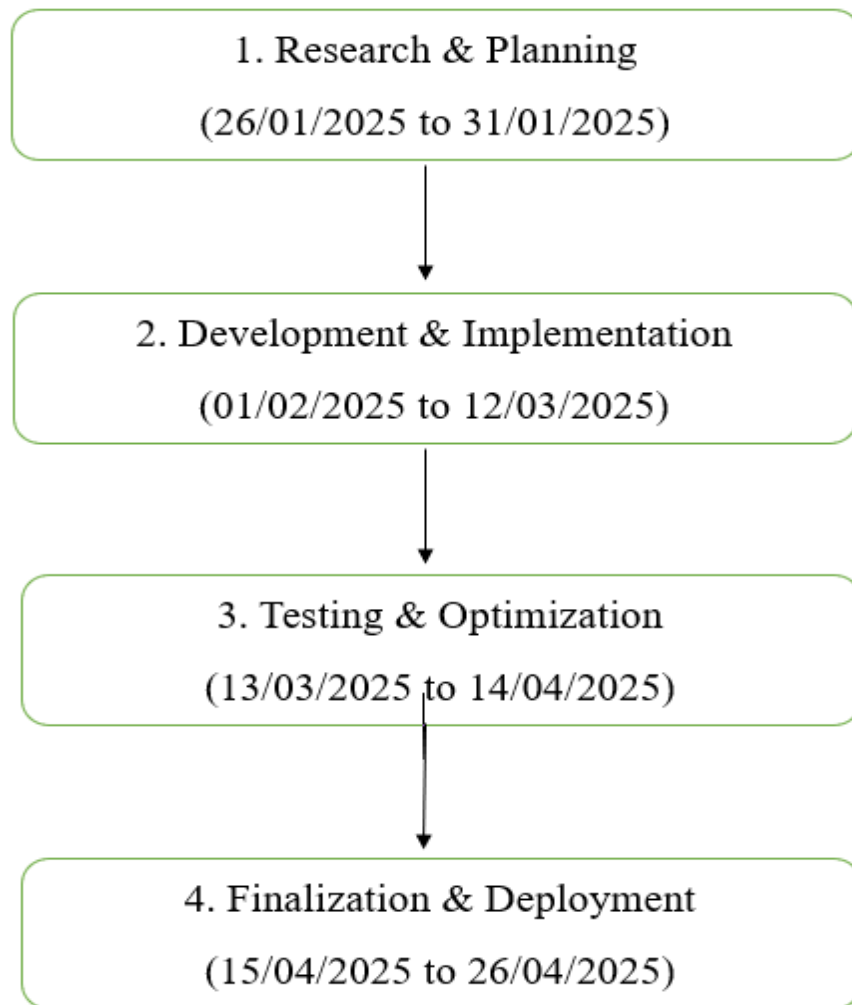 1. Research & Planning
(26/01/2025 to 31/01/2025)
2. Development & Implementation
(01/02/2025 to 12/03/2025)
3. Testing & Optimization
(13/03/2025 to 14/04/2025)
4. Finalization & Deployment
(15/04/2025 to 26/04/2025)